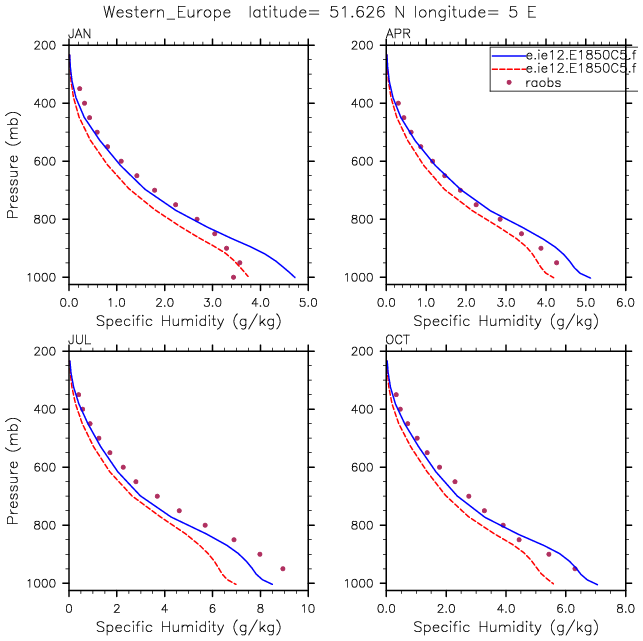 Western_Europe latitude= 51.626 N longitude= 5 E
JAN
200
400
600
800
1000
Pressure (mb)
0.0 1.0 2.0 3.0 4.0 5.0
Specific Humidity (g/kg)
APR
e.ie12.E1850C5.f
e.ie12.E1850C5.f
raobs
200
400
600
800
1000
0.0 1.0 2.0 3.0 4.0 5.0 6.0
Specific Humidity (g/kg)
JUL
200
400
600
800
1000
Pressure (mb)
0 2 4 6 8 10
Specific Humidity (g/kg)
OCT
200
400
600
800
1000
0.0 2.0 4.0 6.0 8.0
Specific Humidity (g/kg)